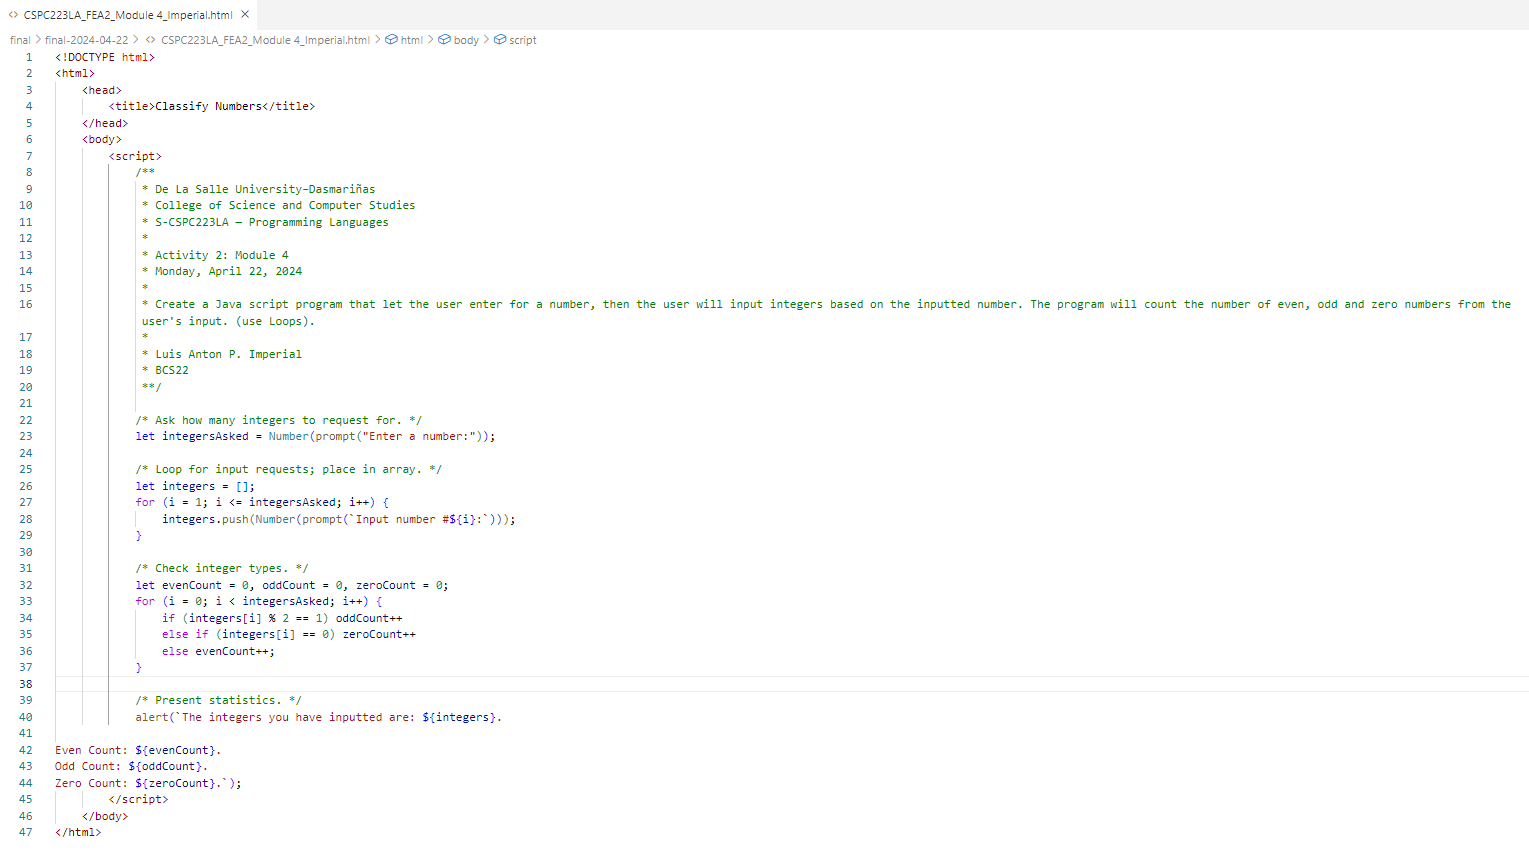 CSPC223LA_FEA2_Module 4_Imperial.html
final > final-2024-04-22 > CSPC223LA_FEA2_Module 4_Imperial.html > html > body > script
1 <!DOCTYPE html>
2 <html>
3 <head>
4 <title>Classify Numbers</title>
5 </head>
6 <body>
7 <script>
8 /**
9 * De La Salle University-Dasmariñas
10 * College of Science and Computer Studies
11 * S-CSPC223LA – Programming Languages
12 *
13 * Activity 2: Module 4
14 * Monday, April 22, 2024
15 *
16 * Create a Java script program that let the user enter for a number, then the user will input integers based on the inputted number. The program will count the number of even, odd and zero numbers from the
user's input. (use Loops).
17 *
18 * Luis Anton P. Imperial
19 * BCS22
20 **/
21
22 /* Ask how many integers to request for. */
23 let integersAsked = Number(prompt("Enter a number:"));
24
25 /* Loop for input requests; place in array. */
26 let integers = [];
27 for (i = 1; i <= integersAsked; i++) {
28 integers.push(Number(prompt(`Input number #${i}:`)));
29 }
30
31 /* Check integer types. */
32 let evenCount = 0, oddCount = 0, zeroCount = 0;
33 for (i = 0; i < integersAsked; i++) {
34 if (integers[i] % 2 == 1) oddCount++
35 else if (integers[i] == 0) zeroCount++
36 else evenCount++;
37 }
38
39 /* Present statistics. */
40 alert(`The integers you have inputted are: ${integers}.
41
42 Even Count: ${evenCount}.
43 Odd Count: ${oddCount}.
44 Zero Count: ${zeroCount}.`);
45 </script>
46 </body>
47 </html>